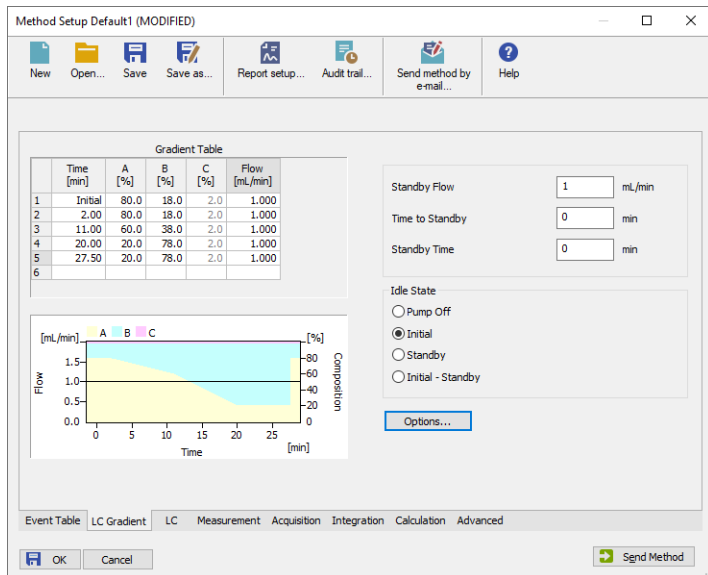 Method Setup Default1 (MODIFIED)
New Open... Save Save as... Report setup... Audit trail... Send method by e-mail... Help
Gradient Table
Time [min] A [%] B [%] C [%] Flow [mL/min]
1 Initial 80.0 18.0 2.0 1.000
2 2.00 80.0 18.0 2.0 1.000
3 11.00 60.0 38.0 2.0 1.000
4 20.00 20.0 78.0 2.0 1.000
5 27.50 20.0 78.0 2.0 1.000
6
Standby Flow 1 mL/min
Time to Standby 0 min
Standby Time 0 min
Idle State
Pump Off
Initial
Standby
Initial - Standby
Options...
[mL/min] A B C [%]
1.5 80
1.0 60
0.5 40
20
0.0 0
Flow
Composition
0 5 10 15 20 25
Time [min]
Event Table LC Gradient LC Measurement Acquisition Integration Calculation Advanced
OK Cancel Send Method